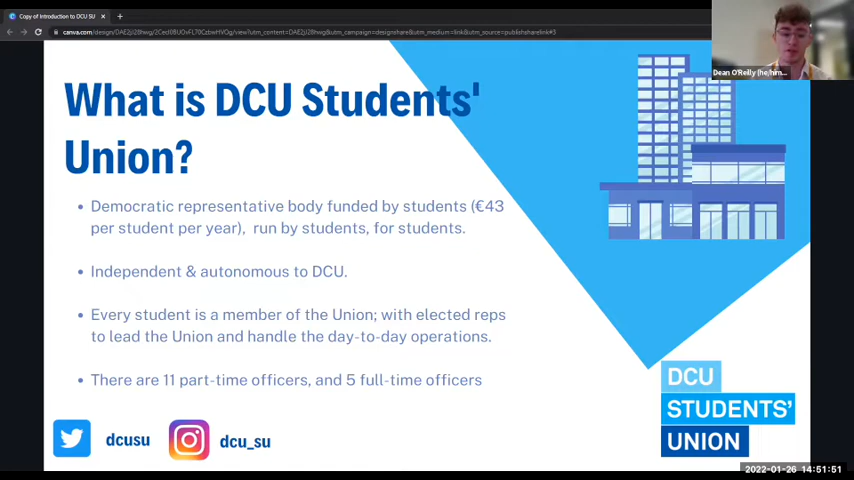 Copy of Introduction to DCU SU
Dean O'Reilly (he/him...
What is DCU Students'
Union?
• Democratic representative body funded by students (€43
per student per year), run by students, for students.
• Independent & autonomous to DCU.
• Every student is a member of the Union; with elected reps
to lead the Union and handle the day-to-day operations.
• There are 11 part-time officers, and 5 full-time officers
dcusu
dcu_su
DCU
STUDENTS'
UNION
2022-01-26 14:51:51